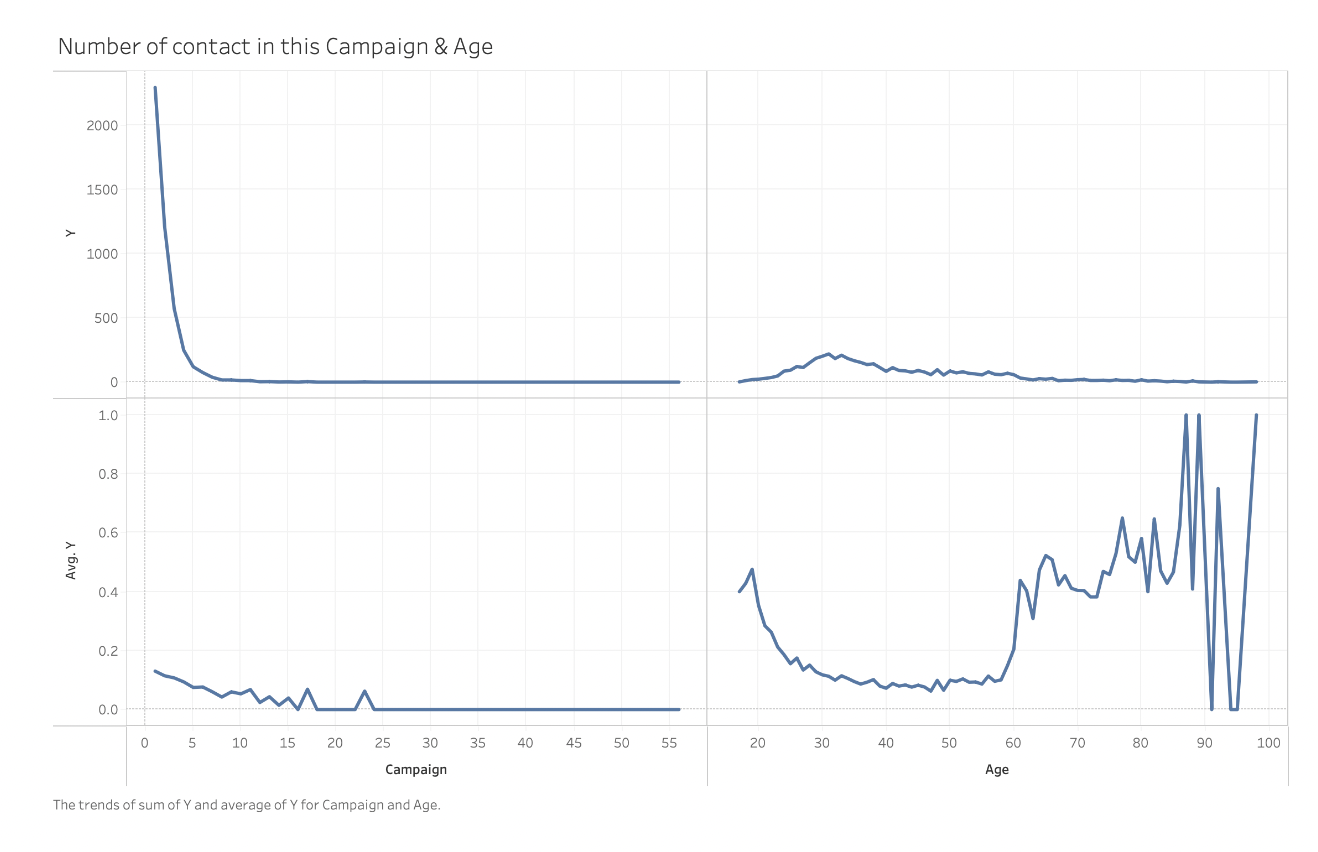 Number of contact in this Campaign & Age
2000
1500
1000
500
0
Y
1.0
0.8
0.6
0.4
0.2
0.0
Avg. Y
0 5 10 15 20 25 30 35 40 45 50 55
20 30 40 50 60 70 80 90 100
Campaign
Age
The trends of sum of Y and average of Y for Campaign and Age.